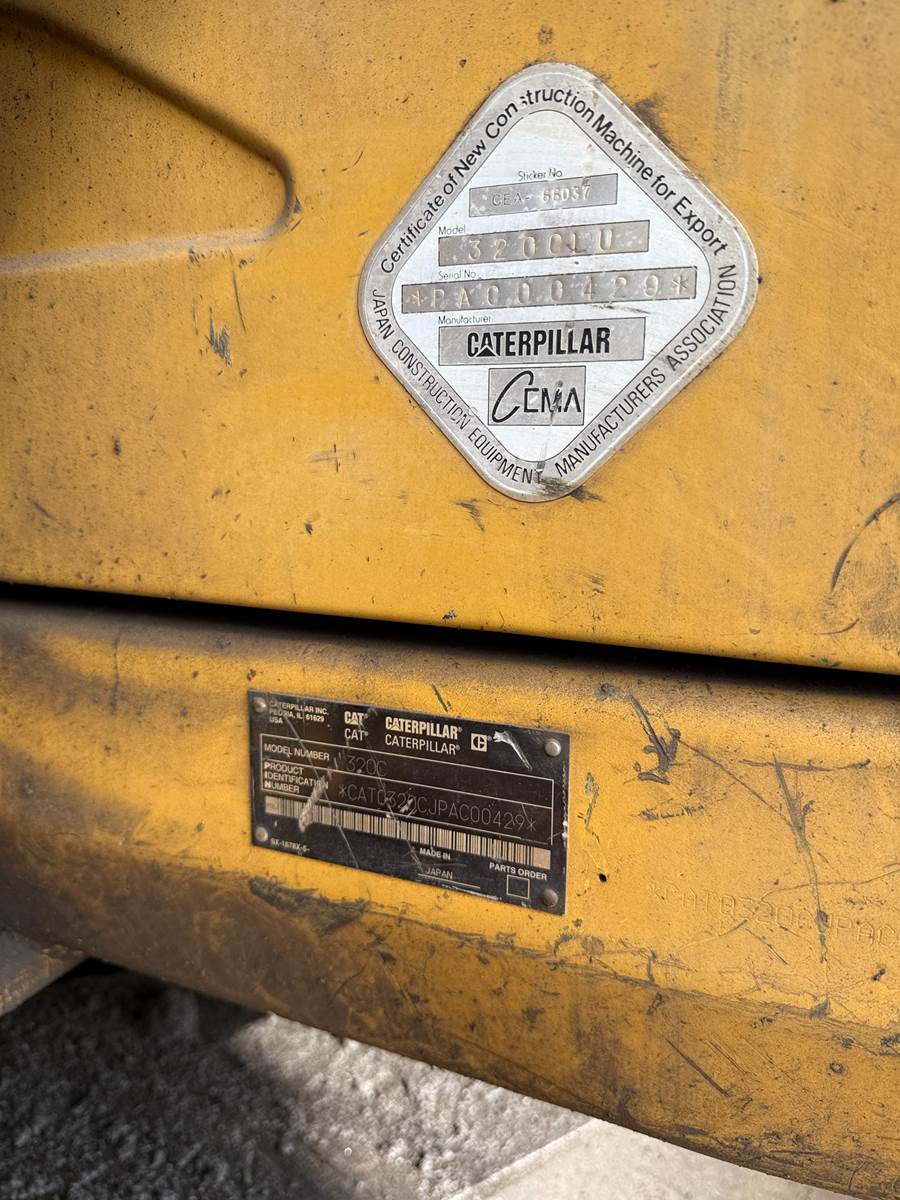 Certificate of New Construction Machine for Export
Sticker No.
CEA- 66037
Model
320CLU
Serial No.
*PAC00429*
Manufacturer
CATERPILLAR
CEMA
JAPAN CONSTRUCTION EQUIPMENT MANUFACTURERS ASSOCIATION
CATERPILLAR INC.
PEORIA, IL 61629
USA
CAT® CATERPILLAR®
CAT® CATERPILLAR®
MODEL NUMBER 320C
PRODUCT
IDENTIFICATION
NUMBER
*CAT0320CJPAC00429*
MADE IN
JAPAN
PARTS ORDER